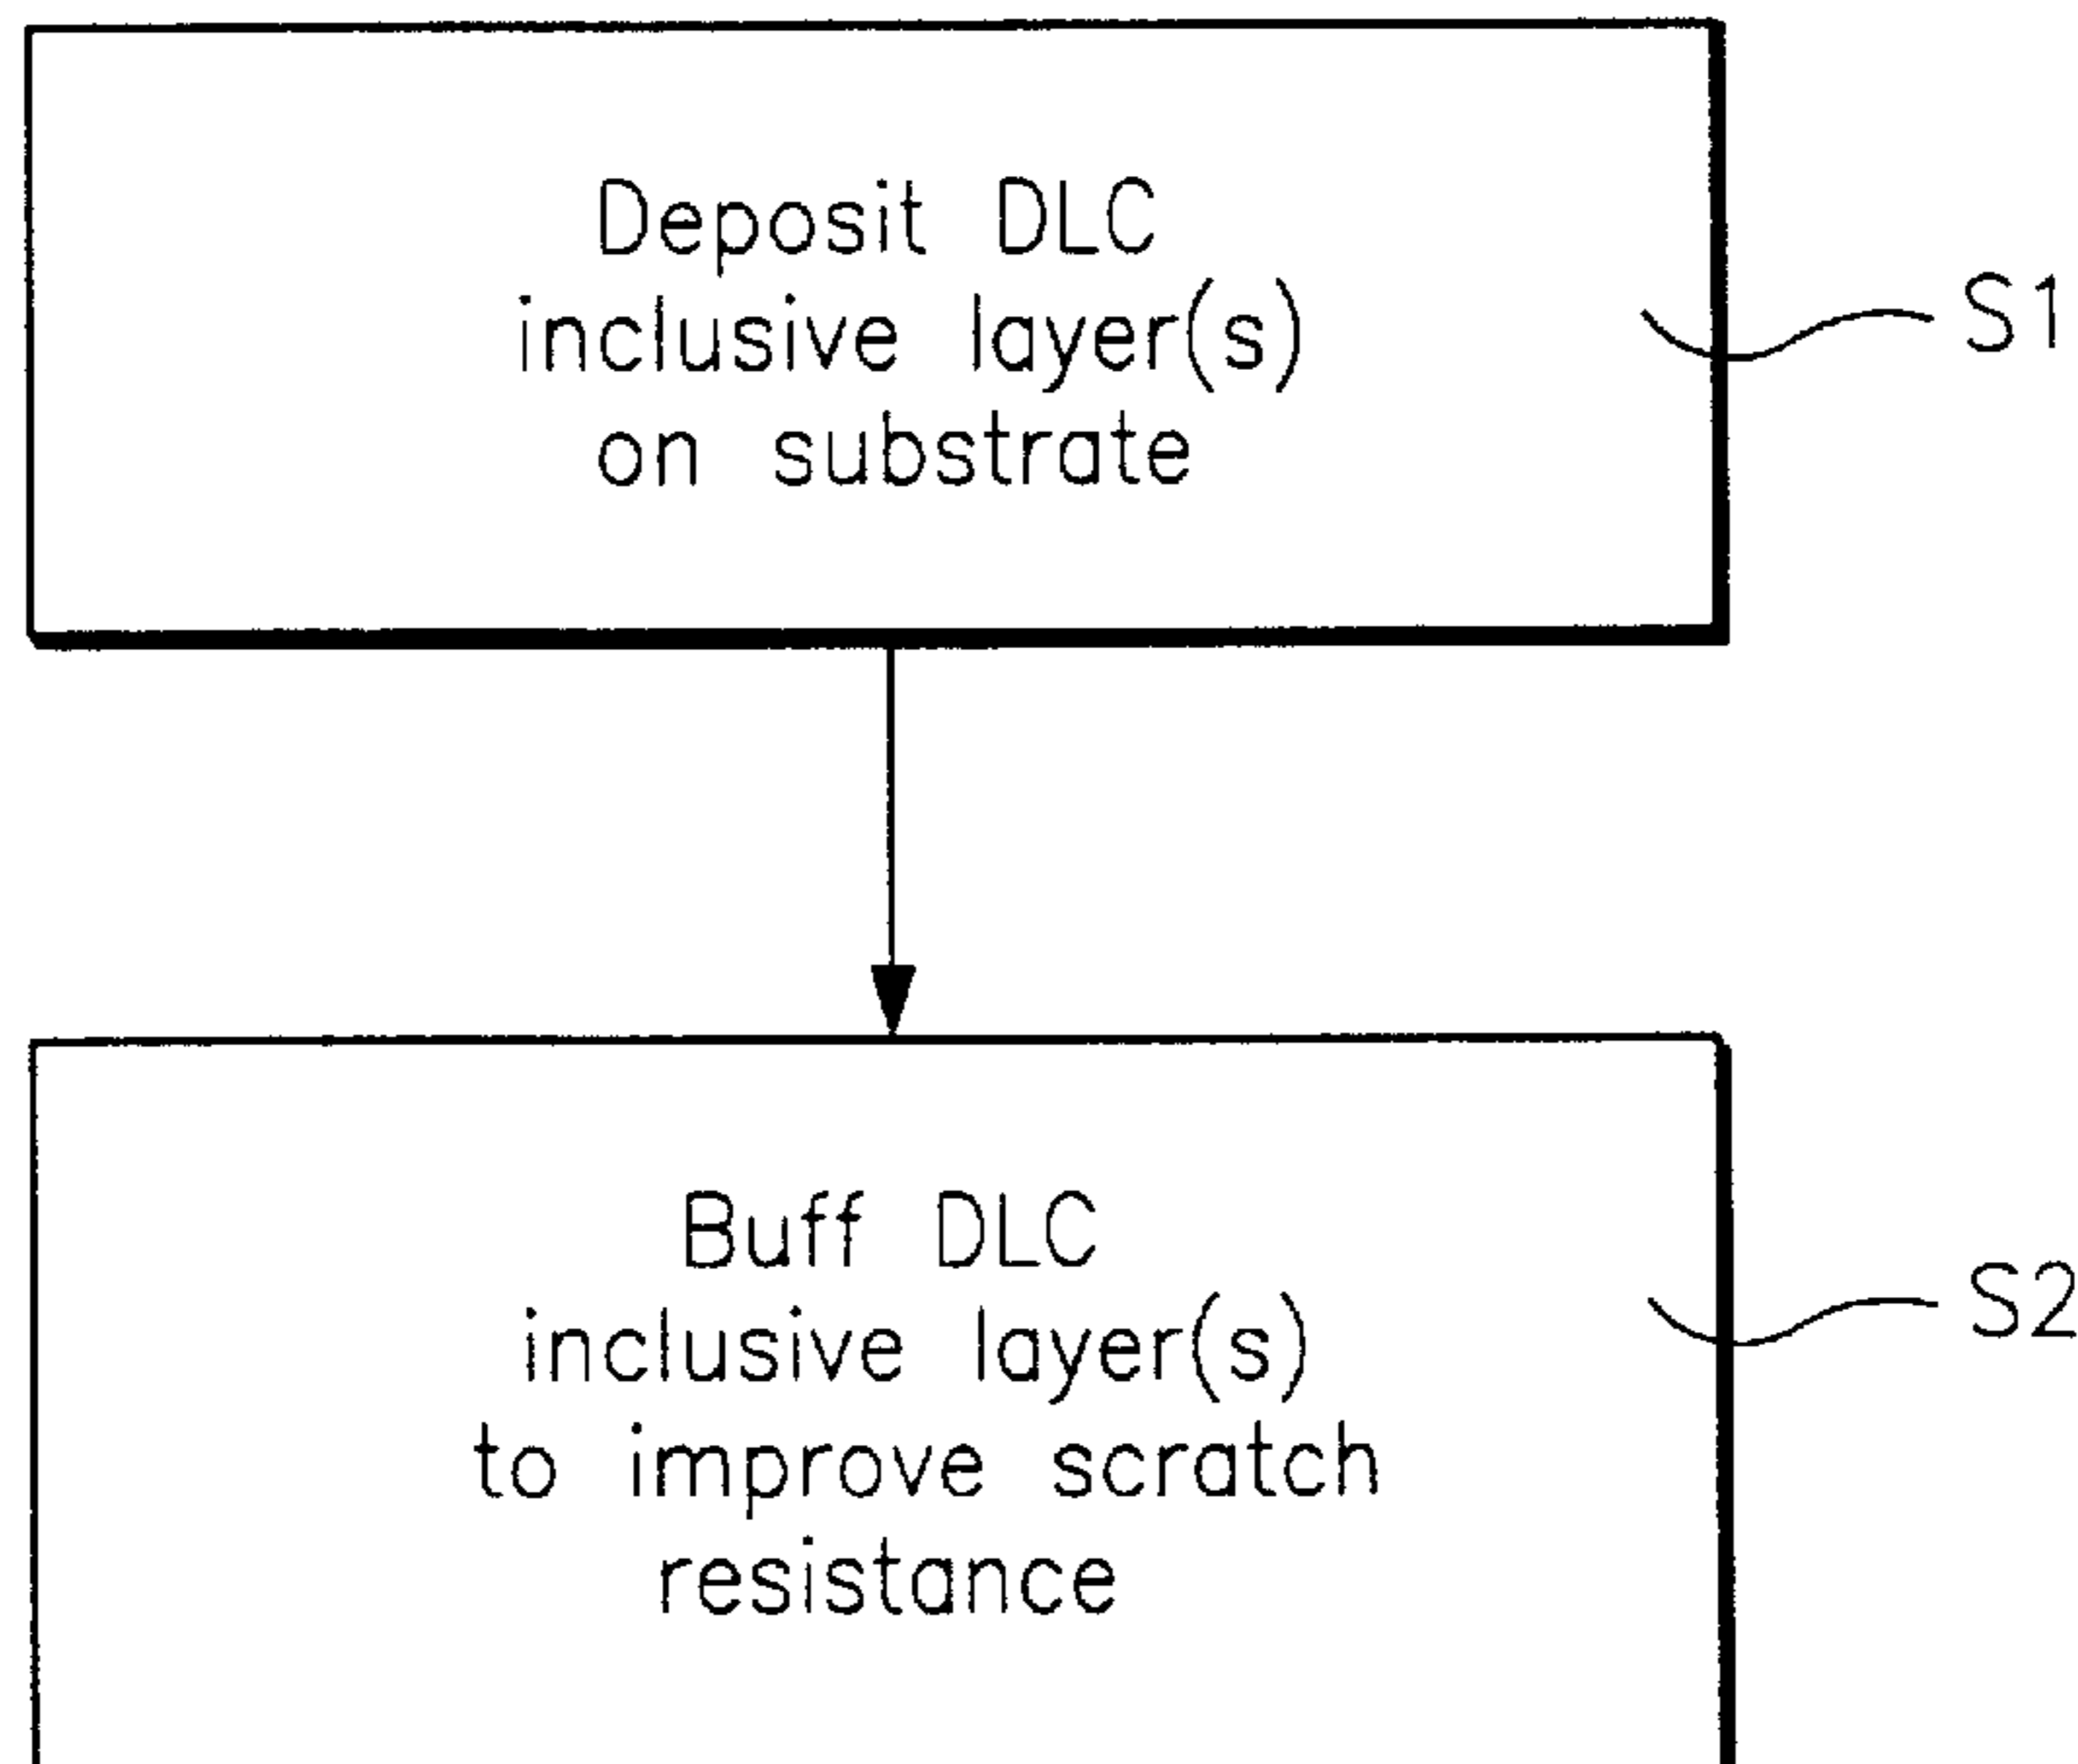 Deposit DLC
inclusive layer(s)
on substrate
S1
Buff DLC
inclusive layer(s)
to improve scratch
resistance
S2